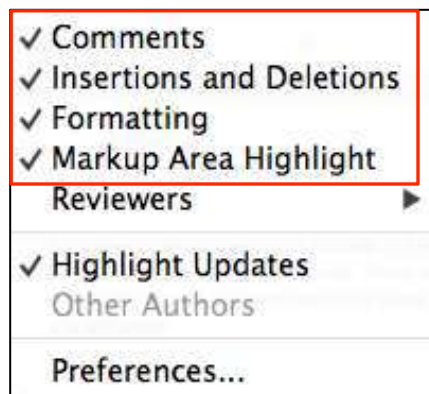 ✓ Comments
✓ Insertions and Deletions
✓ Formatting
✓ Markup Area Highlight
Reviewers ▶
✓ Highlight Updates
Other Authors
Preferences...